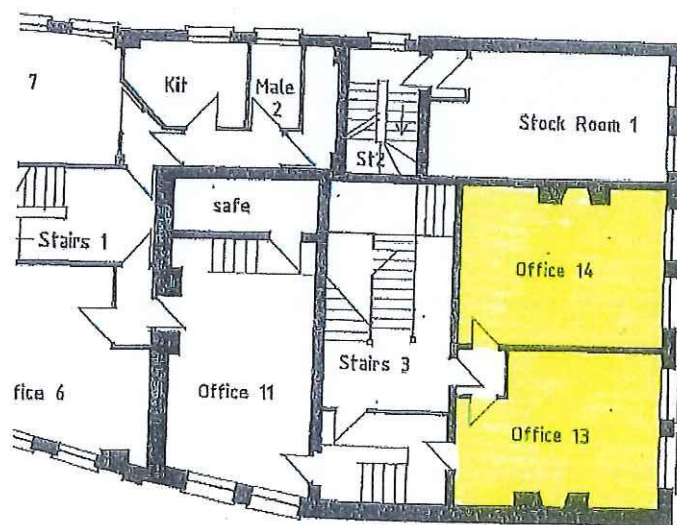 7
Kit
Male
2
Stock Room 1
St2
safe
Stairs 1
Office 14
Stairs 3
fice 6
Office 11
Office 13